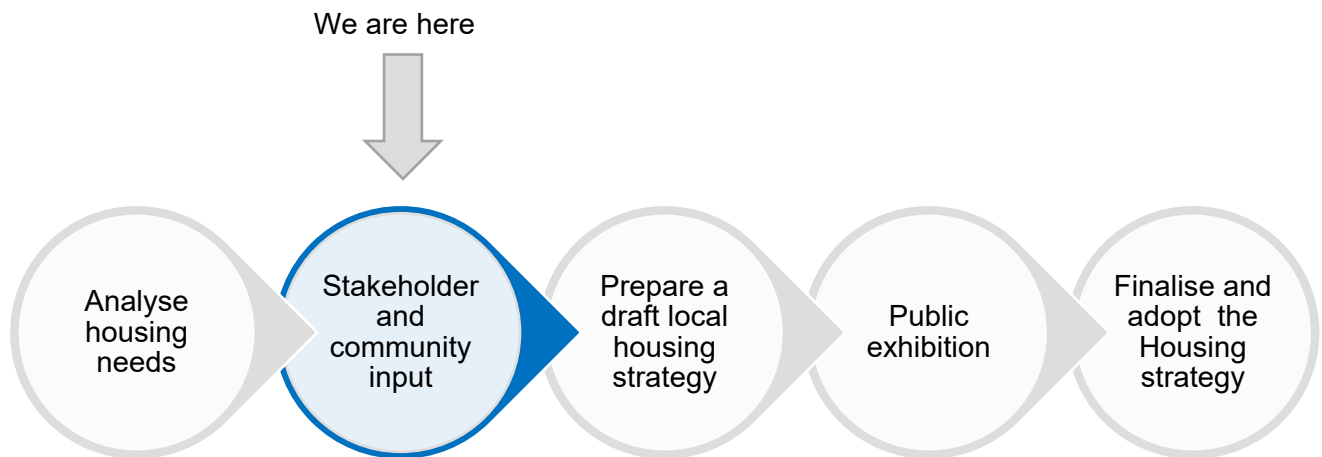 We are here
Analyse
housing
needs
Stakeholder
and
community
input
Prepare a
draft local
housing
strategy
Public
exhibition
Finalise and
adopt  the
Housing
strategy